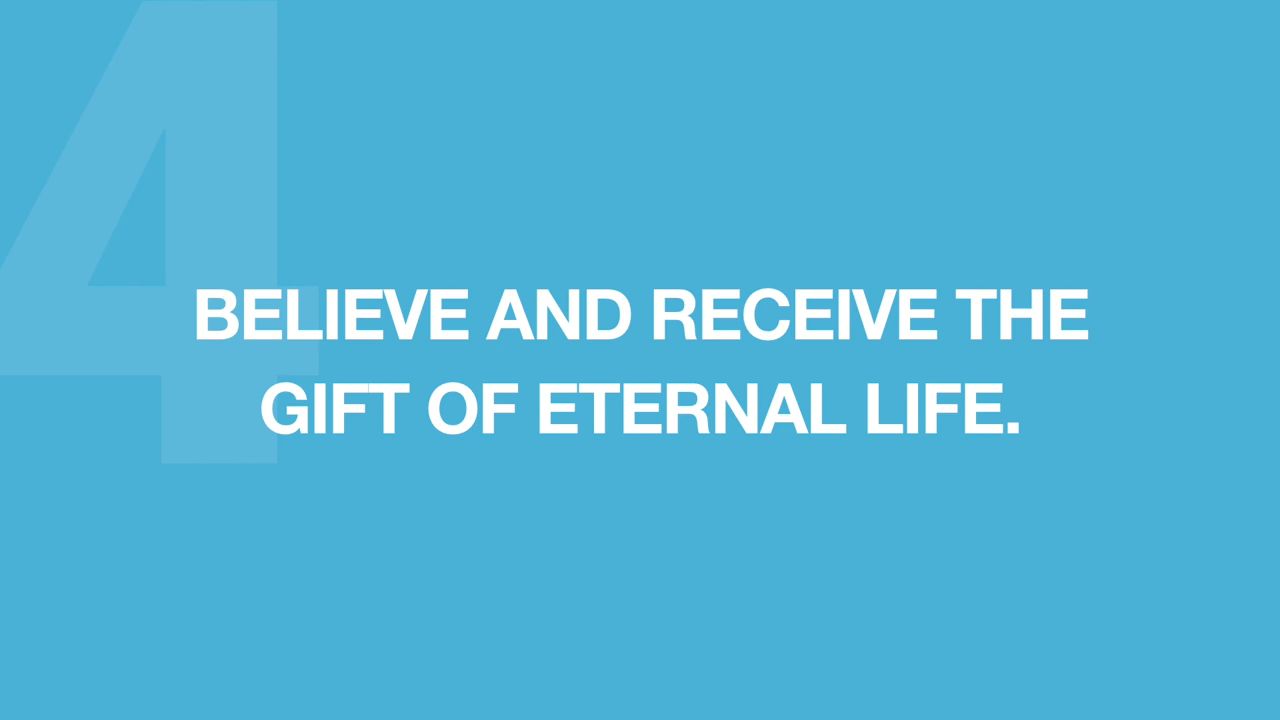 4
BELIEVE AND RECEIVE THE
GIFT OF ETERNAL LIFE.